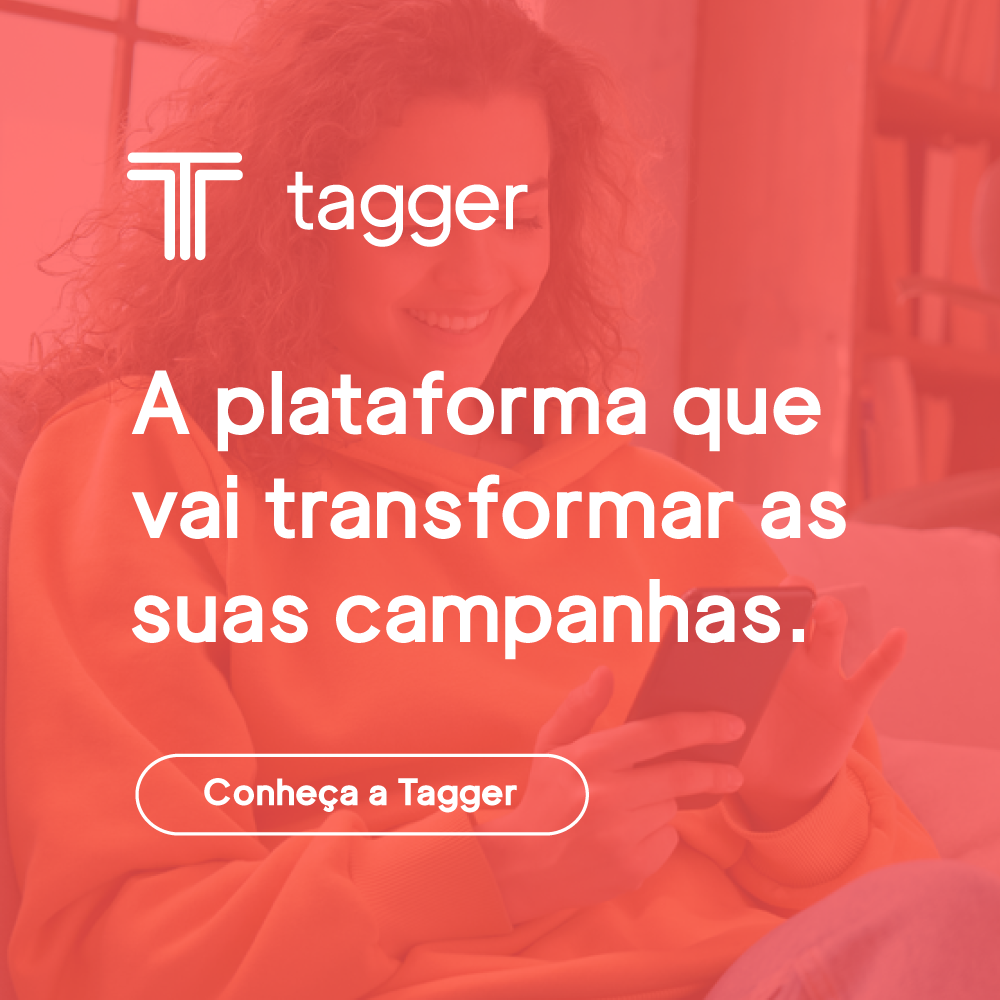 tagger
A plataforma que
vai transformar as
suas campanhas.
Conheça a Tagger